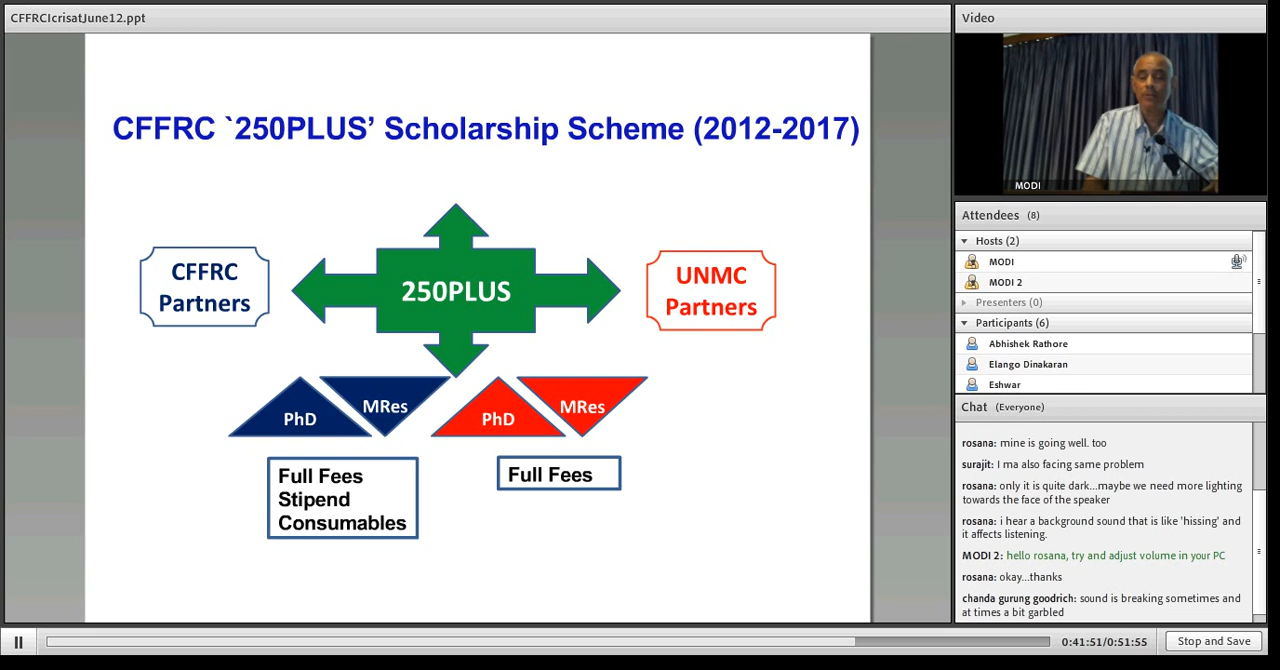 CFFRCIcrisatJune12.ppt
CFFRC `250PLUS’ Scholarship Scheme (2012-2017)
CFFRC
Partners
250PLUS
UNMC
Partners
PhD
MRes
PhD
MRes
Full Fees
Stipend
Consumables
Full Fees
Video
MODI
Attendees (8)
Hosts (2)
MODI
MODI 2
Presenters (0)
Participants (6)
Abhishek Rathore
Elango Dinakaran
Eshwar
Chat (Everyone)
rosana: mine is going well. too
surajit: I ma also facing same problem
rosana: only it is quite dark...maybe we need more lighting
towards the face of the speaker
rosana: i hear a background sound that is like 'hissing' and
it affects listening.
MODI 2: hello rosana, try and adjust volume in your PC
rosana: okay...thanks
chanda gurung goodrich: sound is breaking sometimes and
at times a bit garbled
0:41:51/0:51:55
Stop and Save